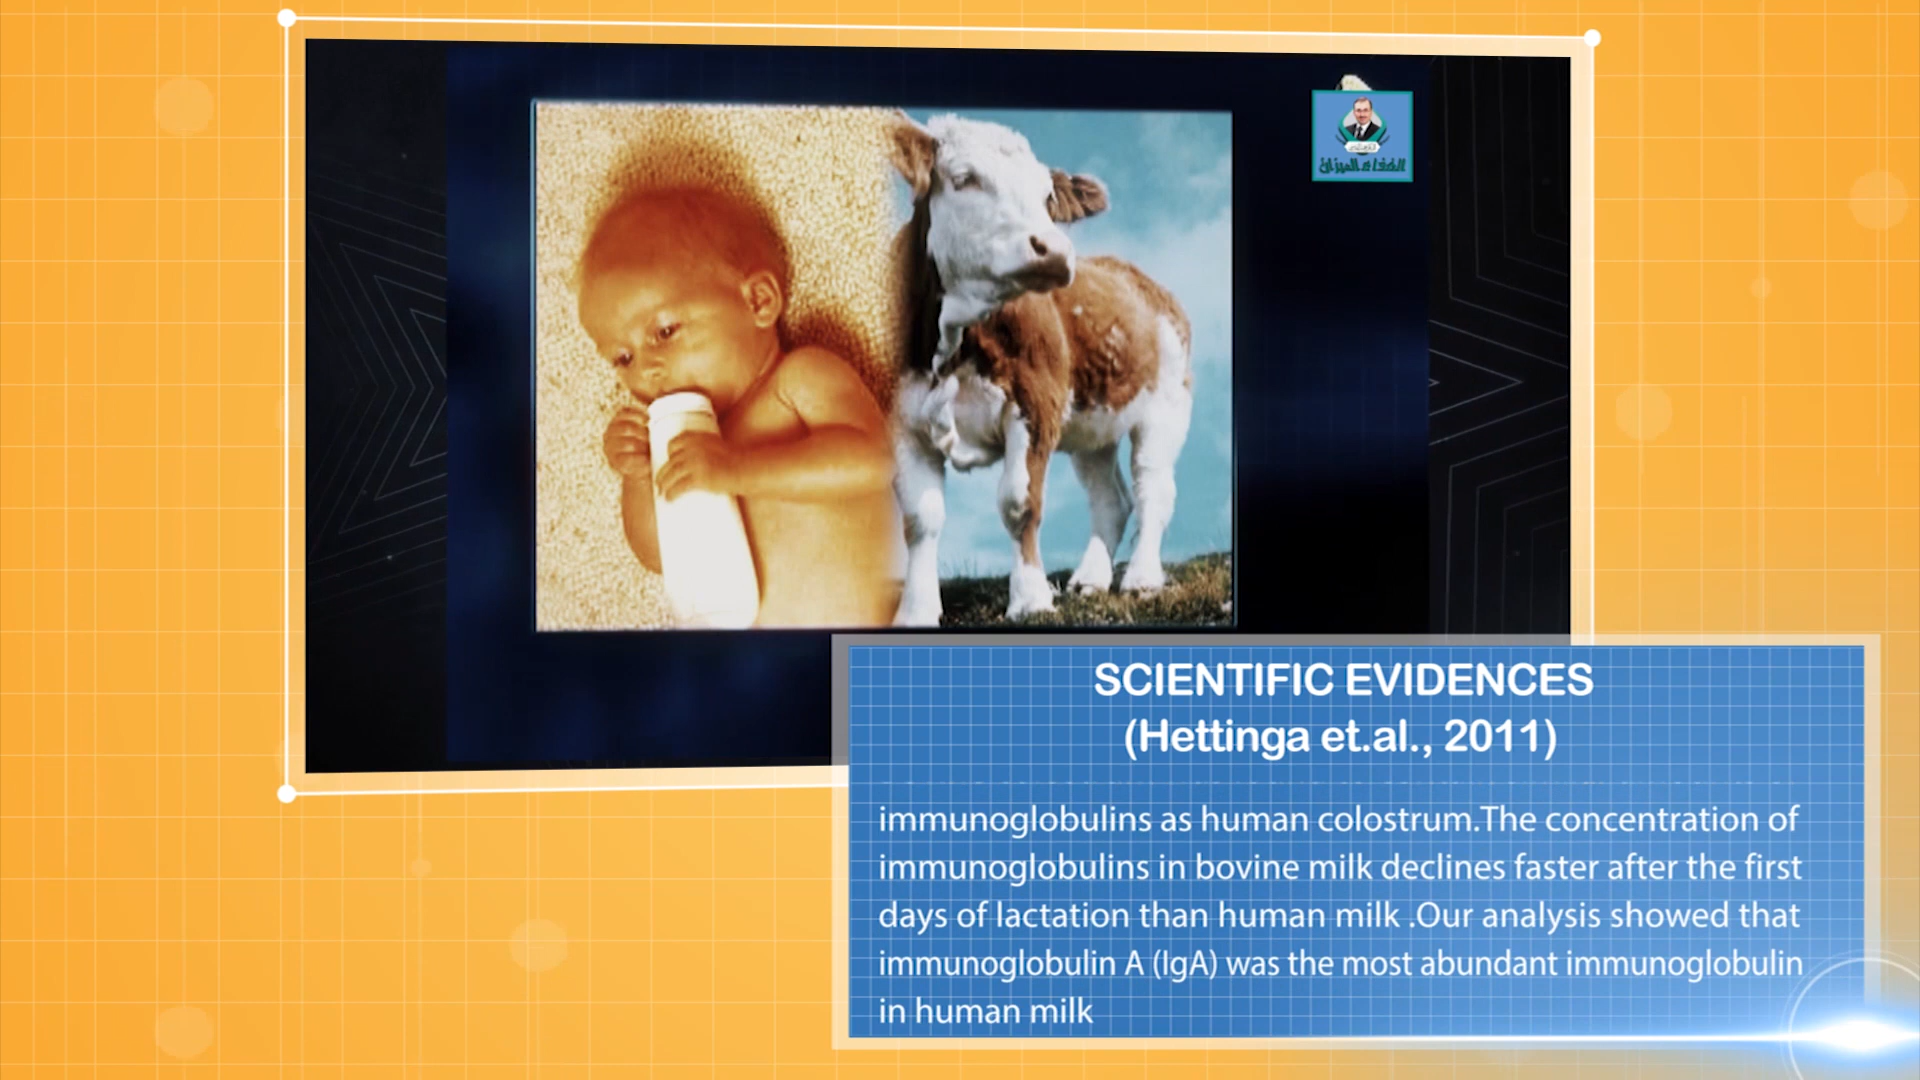 الغذاء الميزان
SCIENTIFIC EVIDENCES
(Hettinga et.al., 2011)
immunoglobulins as human colostrum.The concentration of
immunoglobulins in bovine milk declines faster after the first
days of lactation than human milk .Our analysis showed that
immunoglobulin A (IgA) was the most abundant immunoglobulin
in human milk